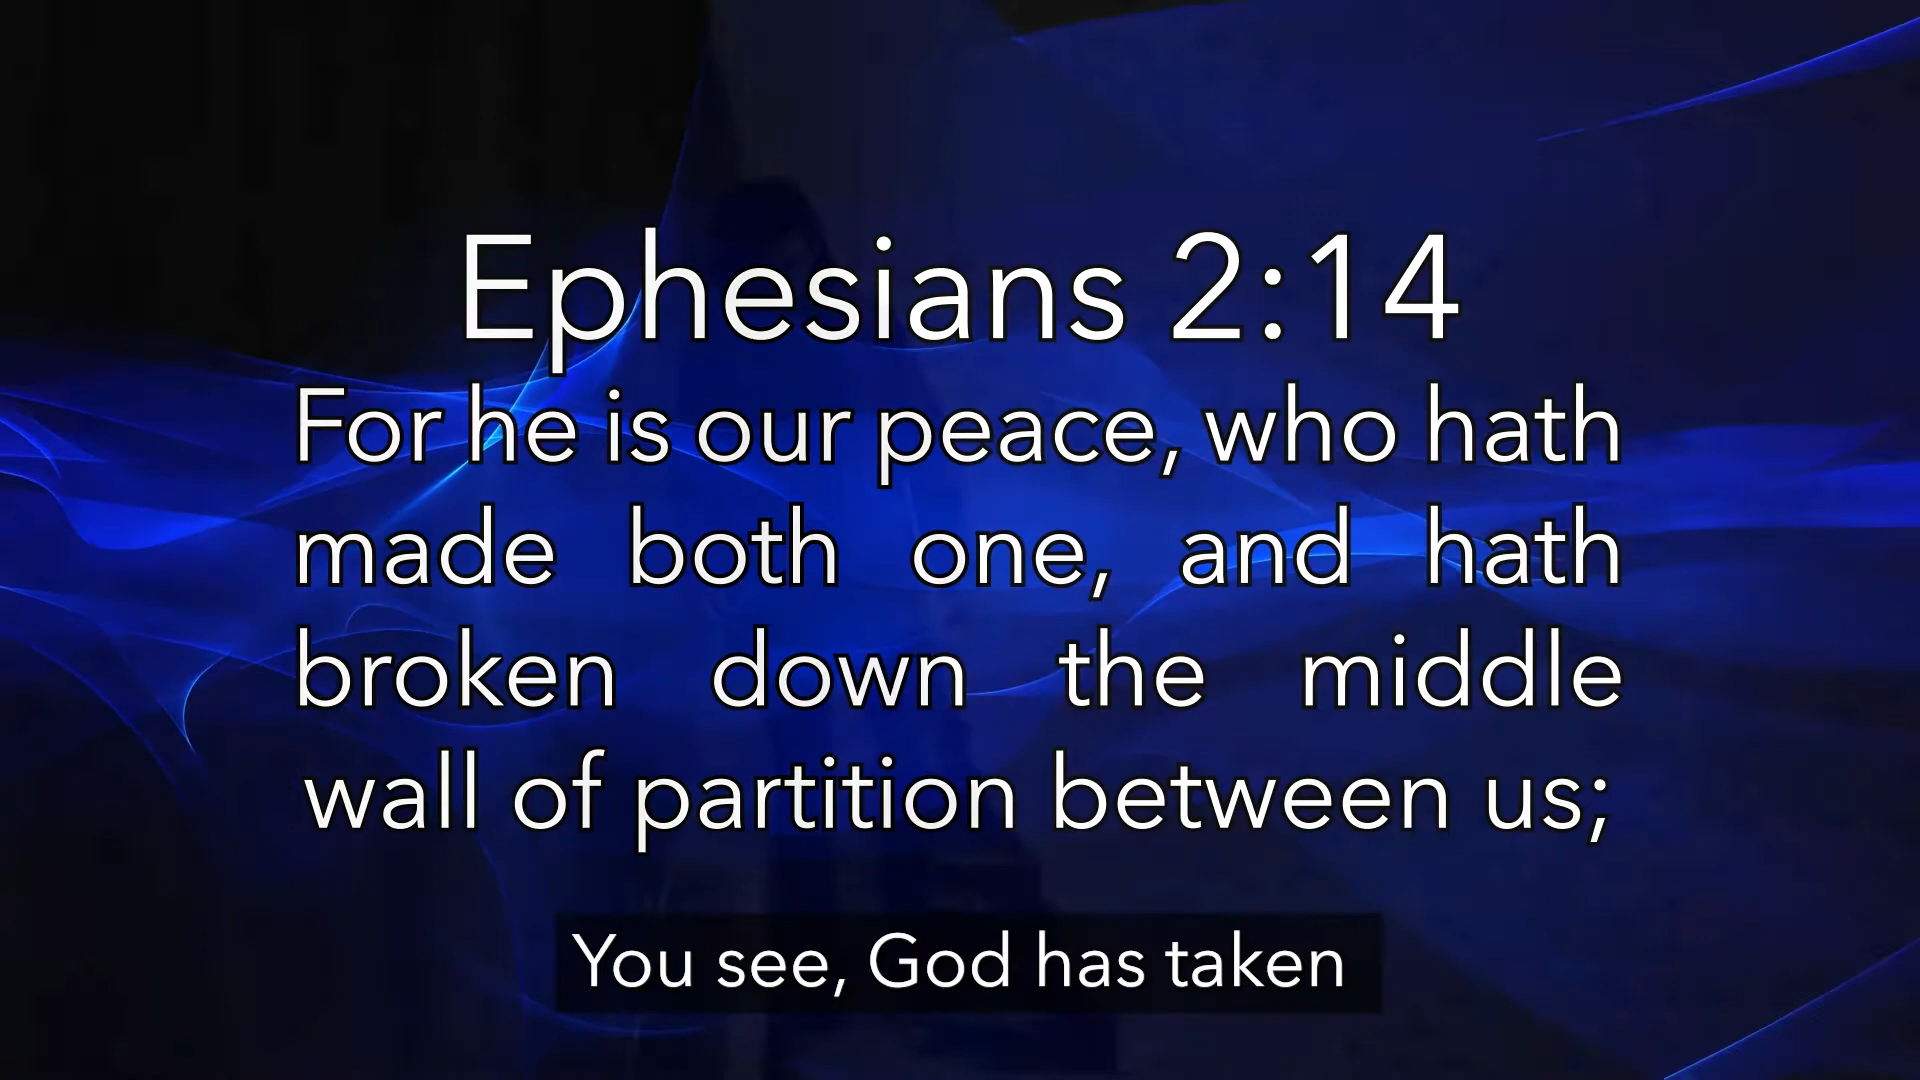 Ephesians 2:14
For he is our peace, who hath
made both one, and hath
broken down the middle
wall of partition between us;
You see, God has taken